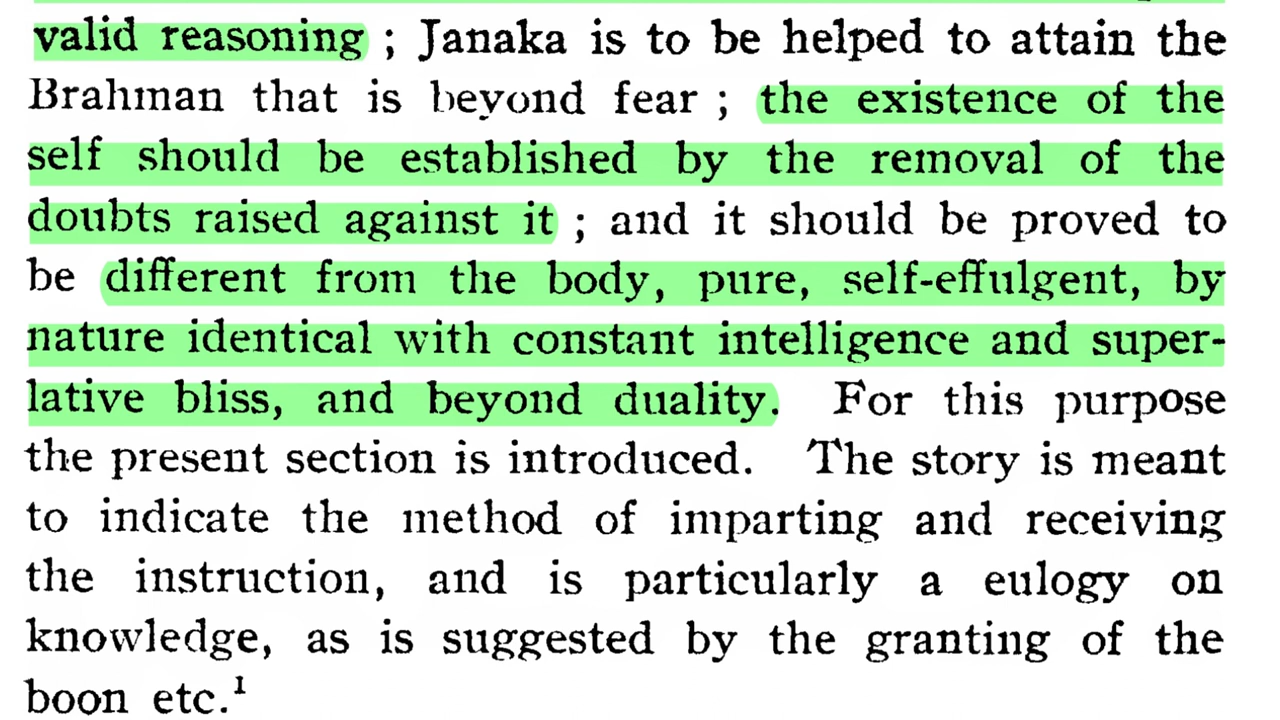 valid reasoning ; Janaka is to be helped to attain the
Brahman that is beyond fear ; the existence of the
self should be established by the removal of the
doubts raised against it ; and it should be proved to
be different from the body, pure, self-effulgent, by
nature identical with constant intelligence and super-
lative bliss, and beyond duality. For this purpose
the present section is introduced. The story is meant
to indicate the method of imparting and receiving
the instruction, and is particularly a eulogy on
knowledge, as is suggested by the granting of the
boon etc.¹